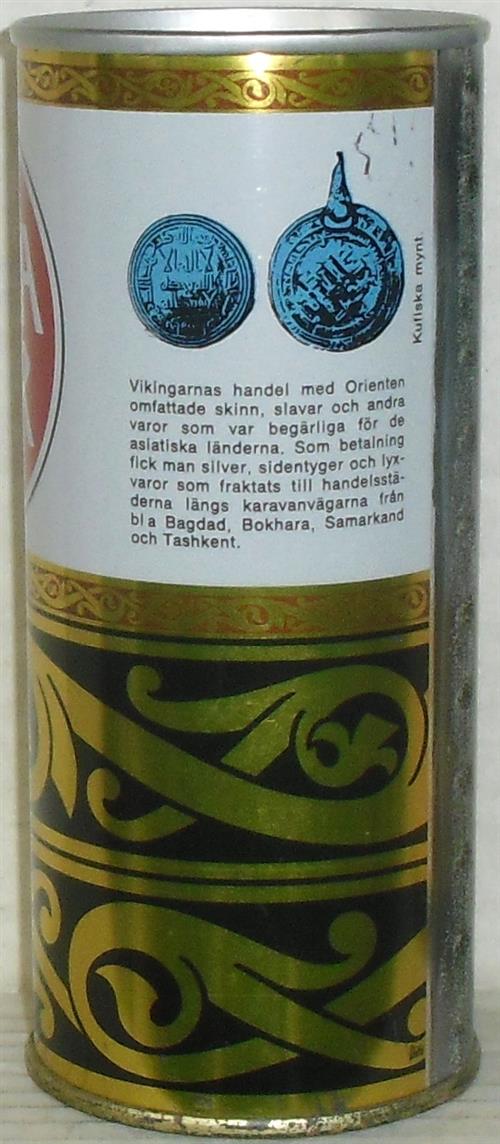 Kufiska mynt.
Vikingarnas handel med Orienten
omfattade skinn, slavar och andra
varor som var begärliga för de
asiatiska länderna. Som betalning
fick man silver, sidentyger och lyx-
varor som fraktats till handelsstä-
derna längs karavanvägarna från
bl a Bagdad, Bokhara, Samarkand
och Tashkent.